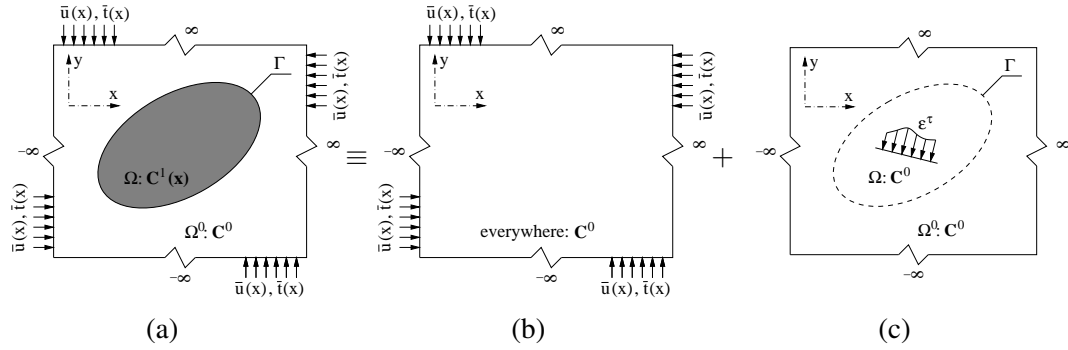 ū(x), t̄(x)
∞
y
x
Γ
ū(x), t̄(x)
-∞
∞
Ω: C¹(x)
ū(x), t̄(x)
Ω⁰: C⁰
-∞
ū(x), t̄(x)
(a)
≡
ū(x), t̄(x)
∞
y
x
ū(x), t̄(x)
∞
ū(x), t̄(x)
everywhere: C⁰
-∞
ū(x), t̄(x)
(b)
+
∞
y
x
Γ
ε^τ
-∞
∞
Ω: C⁰
Ω⁰: C⁰
-∞
(c)